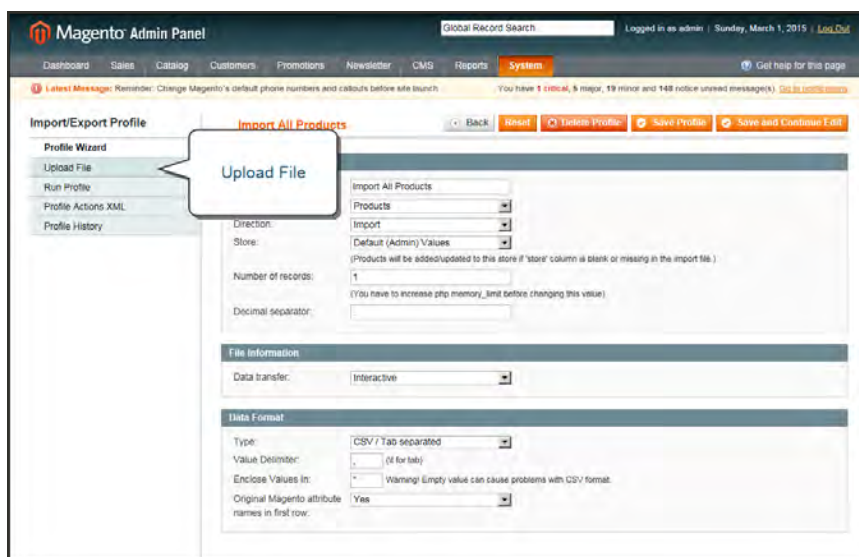 Magento Admin Panel
Global Record Search
Logged in as admin | Sunday, March 1, 2015 | Log Out
Dashboard Sales Catalog Customers Promotions Newsletter CMS Reports System
Get help for this page
Latest Message: Reminder: Change Magento's default phone numbers and callouts before site launch
You have 1 critical, 5 major, 19 minor and 148 notice unread message(s). Go to notifications
Import/Export Profile
Profile Wizard
Upload File
Run Profile
Profile Actions XML
Profile History
Upload File
Import All Products
Back Reset Delete Profile Save Profile Save and Continue Edit
Import All Products
Products
Direction: Import
Store: Default (Admin) Values
(Products will be added/updated to this store if 'store' column is blank or missing in the import file.)
Number of records: 1
(You have to increase php memory_limit before changing this value)
Decimal separator:
File Information
Data transfer: Interactive
Data Format
Type: CSV / Tab separated
Value Delimiter: , (\t for tab)
Enclose Values In: " Warning! Empty value can cause problems with CSV format.
Original Magento attribute Yes
names in first row: